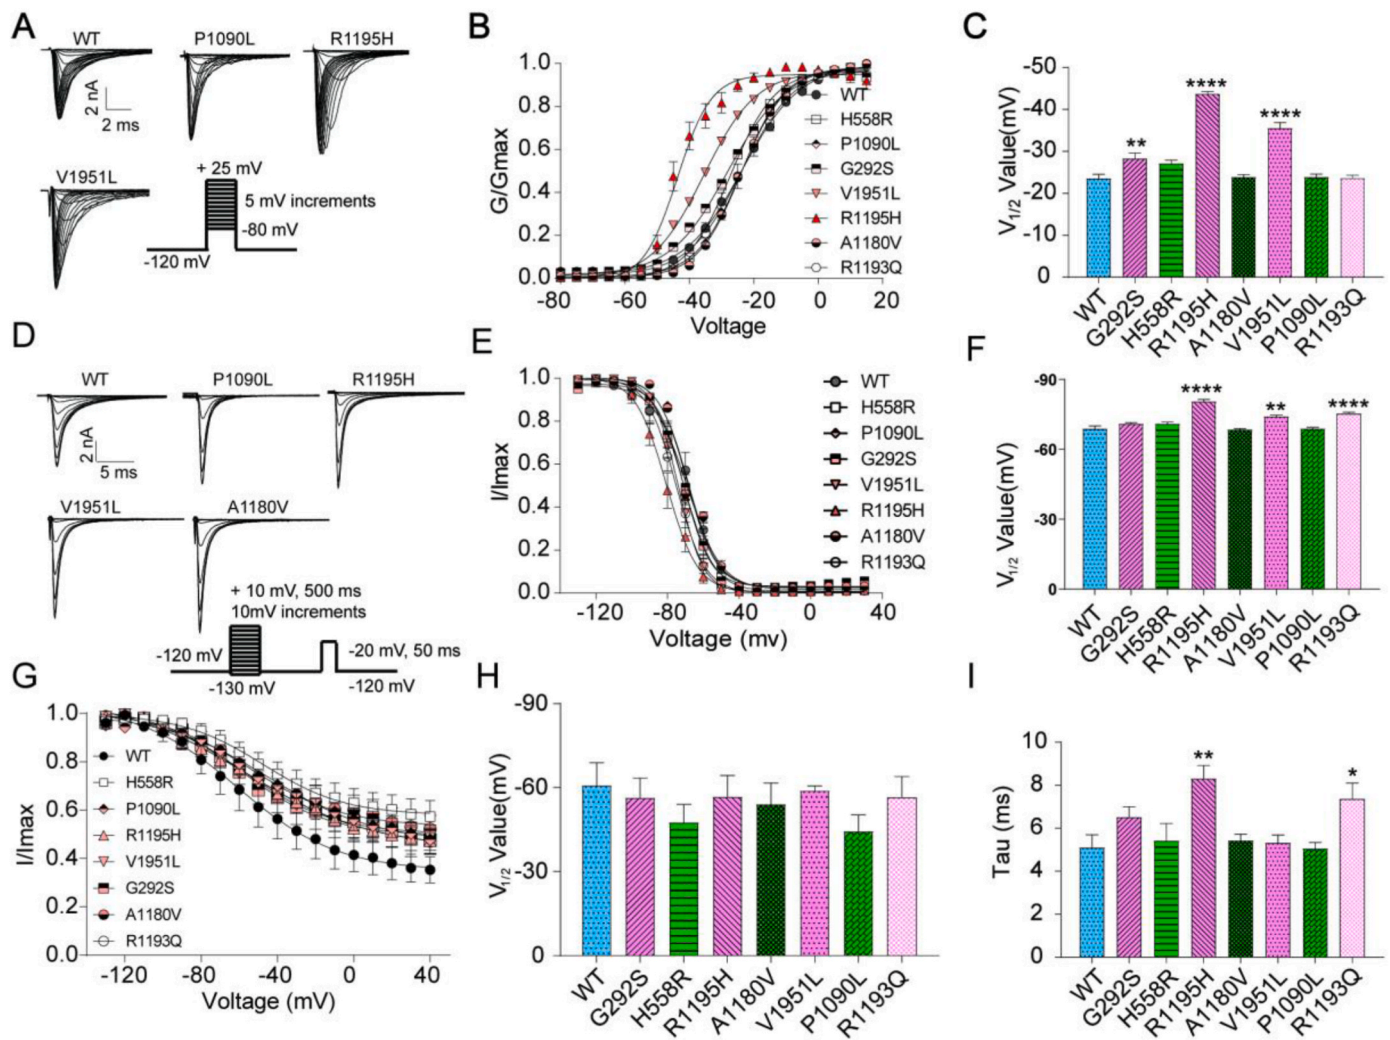 A
WT
P1090L
R1195H
2 nA
2 ms
V1951L
+ 25 mV
5 mV increments
-80 mV
-120 mV
B
G/Gmax
1.0
0.8
0.6
0.4
0.2
0.0
-80 -60 -40 -20 0 20
Voltage
WT
H558R
P1090L
G292S
V1951L
R1195H
A1180V
R1193Q
C
V1/2 Value(mV)
-50
-40
-30
-20
-10
0
** **** ****
WT G292S H558R R1195H A1180V V1951L P1090L R1193Q
D
WT
P1090L
R1195H
2 nA
5 ms
V1951L
A1180V
+ 10 mV, 500 ms
10mV increments
-120 mV
-20 mV, 50 ms
-130 mV
-120 mV
E
I/Imax
1.0
0.8
0.6
0.4
0.2
0.0
-120 -80 -40 0 40
Voltage (mv)
WT
H558R
P1090L
G292S
V1951L
R1195H
A1180V
R1193Q
F
V1/2 Value(mV)
-90
-60
-30
0
**** ** ****
WT G292S H558R R1195H A1180V V1951L P1090L R1193Q
G
I/Imax
1.0
0.8
0.6
0.4
0.2
0.0
-120 -80 -40 0 40
Voltage (mV)
WT
H558R
P1090L
R1195H
V1951L
G292S
A1180V
R1193Q
H
V1/2 Value(mV)
-90
-60
-30
0
WT G292S H558R R1195H A1180V V1951L P1090L R1193Q
I
Tau (ms)
10
8
6
4
2
0
** *
WT G292S H558R R1195H A1180V V1951L P1090L R1193Q